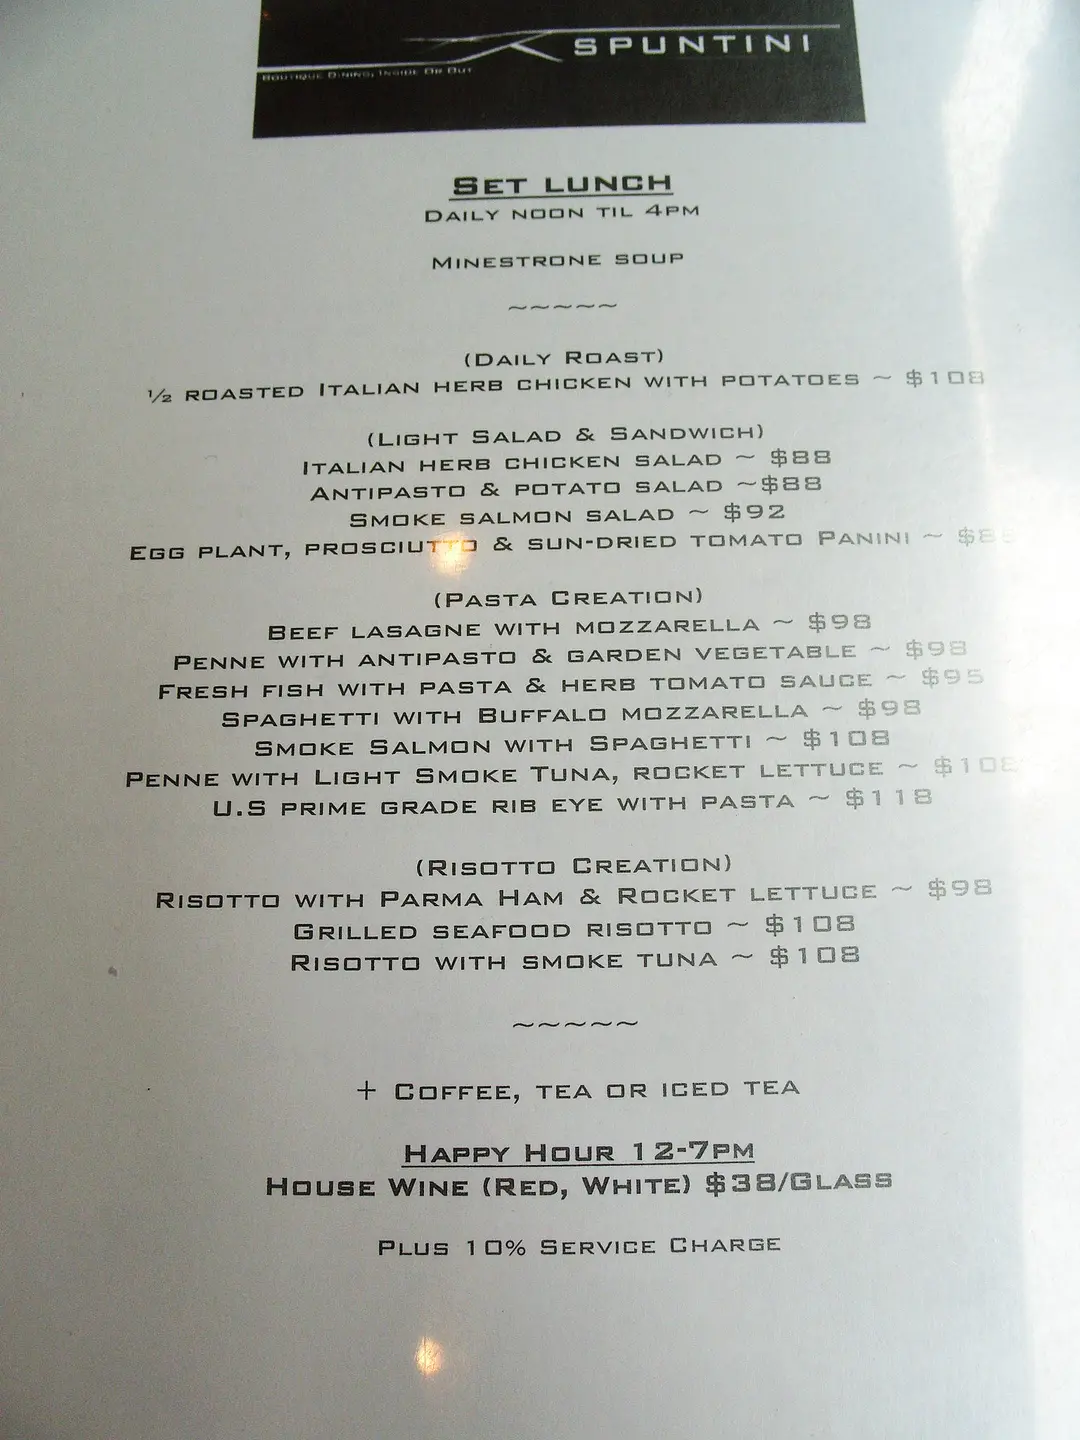 SPUNTINI
BOUTIQUE DINING, INSIDE OR OUT
SET LUNCH
DAILY NOON TIL 4PM
MINESTRONE SOUP
~~~~~
(DAILY ROAST)
½ ROASTED ITALIAN HERB CHICKEN WITH POTATOES ~ $108
(LIGHT SALAD & SANDWICH)
ITALIAN HERB CHICKEN SALAD ~ $88
ANTIPASTO & POTATO SALAD ~$88
SMOKE SALMON SALAD ~ $92
EGG PLANT, PROSCIUTTO & SUN-DRIED TOMATO PANINI ~
(PASTA CREATION)
BEEF LASAGNE WITH MOZZARELLA ~ $98
PENNE WITH ANTIPASTO & GARDEN VEGETABLE ~ $98
FRESH FISH WITH PASTA & HERB TOMATO SAUCE ~ $95
SPAGHETTI WITH BUFFALO MOZZARELLA ~ $98
SMOKE SALMON WITH SPAGHETTI ~ $108
PENNE WITH LIGHT SMOKE TUNA, ROCKET LETTUCE ~ $108
U.S PRIME GRADE RIB EYE WITH PASTA ~ $118
(RISOTTO CREATION)
RISOTTO WITH PARMA HAM & ROCKET LETTUCE ~ $98
GRILLED SEAFOOD RISOTTO ~ $108
RISOTTO WITH SMOKE TUNA ~ $108
~~~~~
+ COFFEE, TEA OR ICED TEA
HAPPY HOUR 12-7PM
HOUSE WINE (RED, WHITE) $38/GLASS
PLUS 10% SERVICE CHARGE